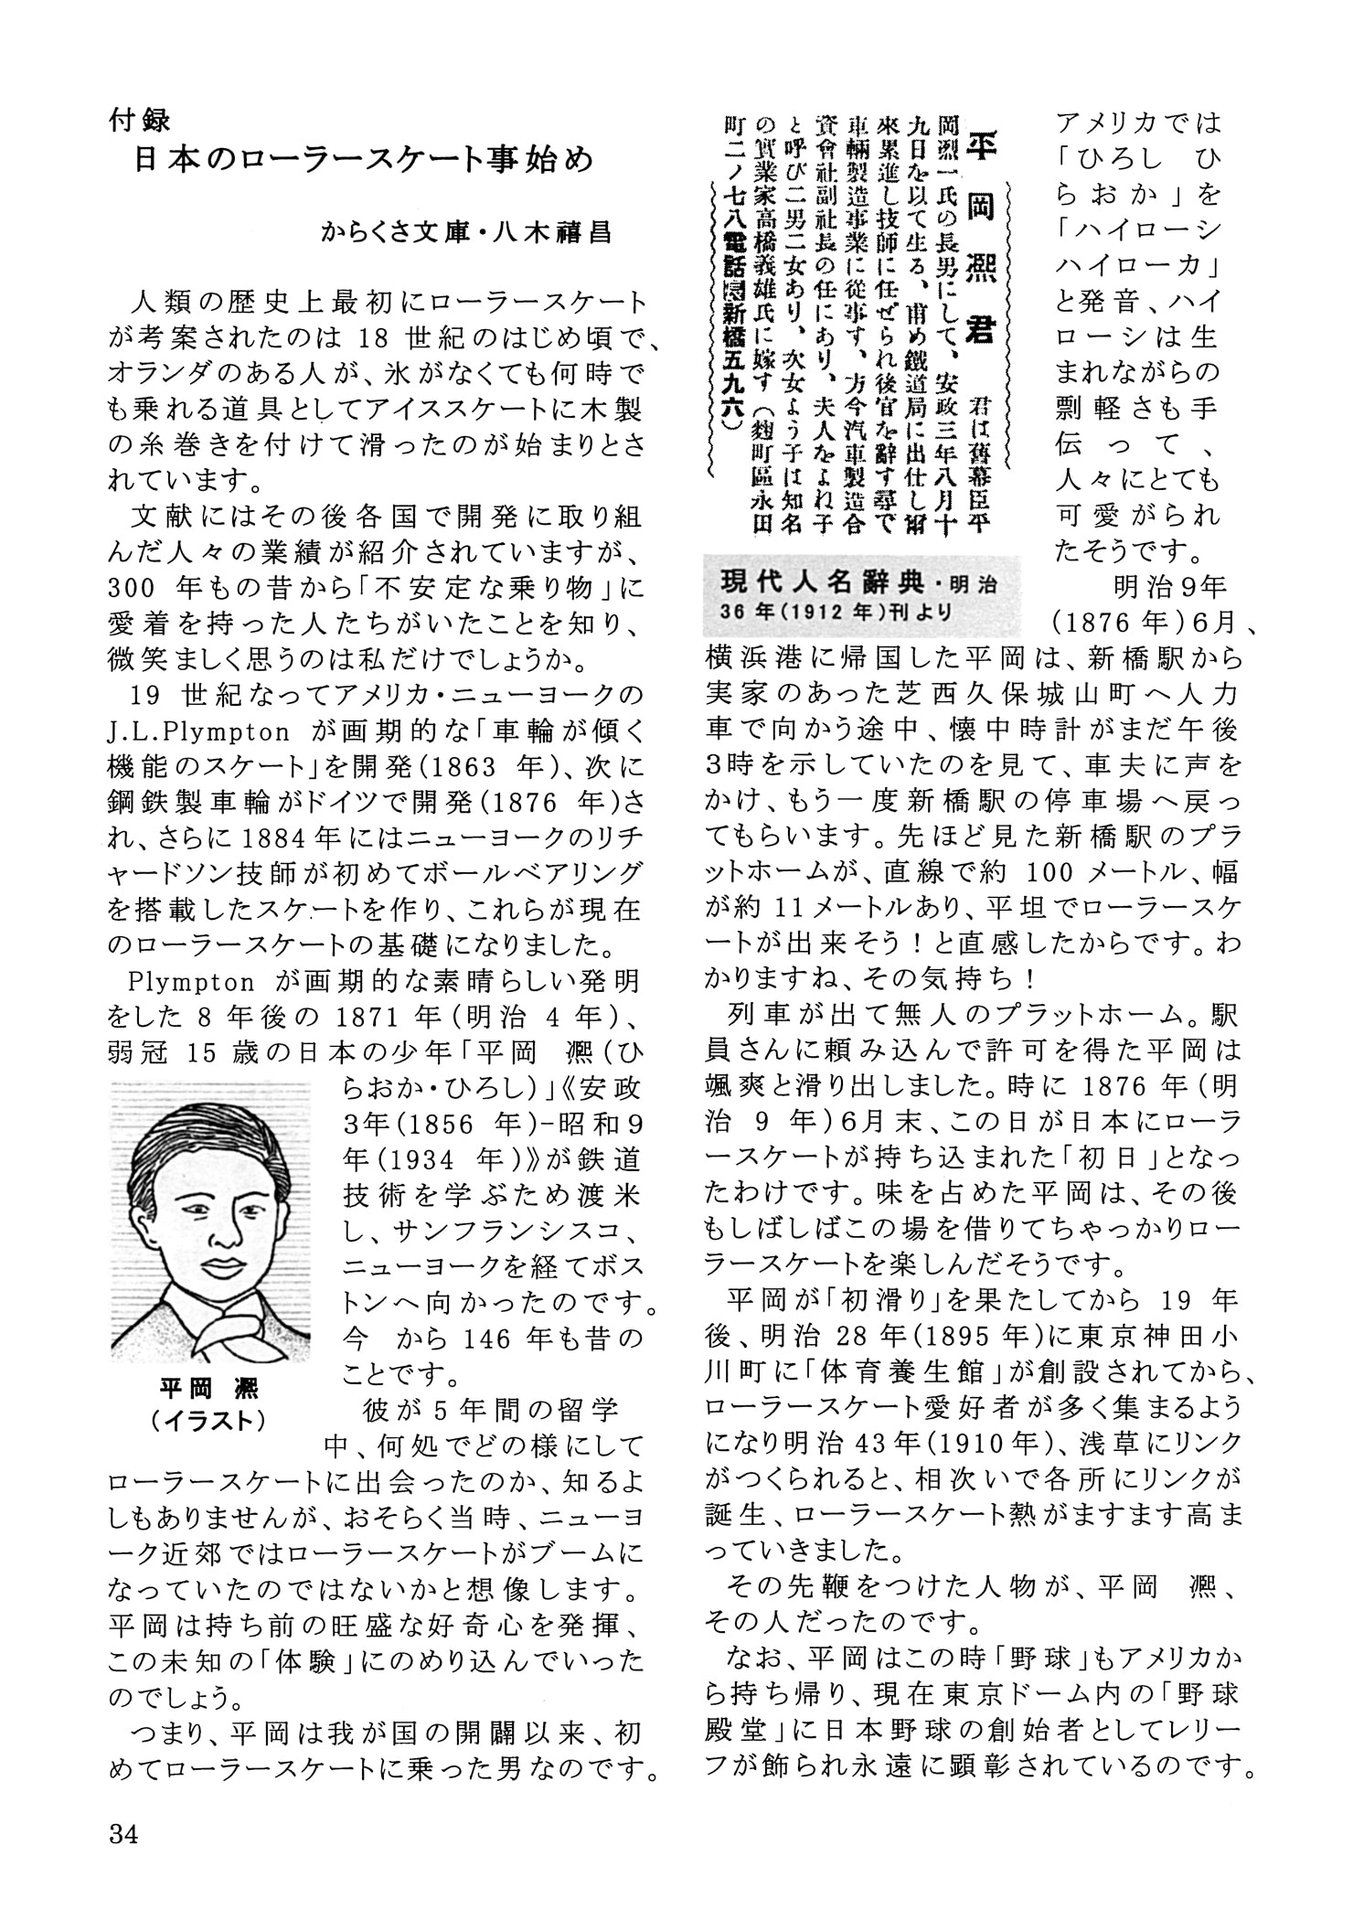 付録
日本のローラースケート事始め
からくさ文庫・八木禧昌
人類の歴史上最初にローラースケート
が考案されたのは 18 世紀のはじめ頃で、
オランダのある人が、氷がなくても何時で
も乗れる道具としてアイススケートに木製
の糸巻きを付けて滑ったのが始まりとさ
れています。
文献にはその後各国で開発に取り組
んだ人々の業績が紹介されていますが、
300 年もの昔から「不安定な乗り物」に
愛着を持った人たちがいたことを知り、
微笑ましく思うのは私だけでしょうか。
19 世紀なってアメリカ・ニューヨークの
J.L.Plympton が画期的な「車輪が傾く
機能のスケート」を開発(1863 年)、次に
鋼鉄製車輪がドイツで開発(1876 年)さ
れ、さらに 1884 年にはニューヨークのリチ
ャードソン技師が初めてボールベアリング
を搭載したスケートを作り、これらが現在
のローラースケートの基礎になりました。
Plympton が画期的な素晴らしい発明
をした 8 年後の 1871 年(明治 4 年)、
弱冠 15 歳の日本の少年「平岡 凞(ひ
らおか・ひろし)」《安政
3年(1856 年)-昭和9
年(1934 年)》が鉄道
技術を学ぶため渡米
し、サンフランシスコ、
ニューヨークを経てボス
トンへ向かったのです。
今 から 146 年も昔の
ことです。
平岡 凞
(イラスト)
彼が 5 年間の留学
中、何処でどの様にして
ローラースケートに出会ったのか、知るよ
しもありませんが、おそらく当時、ニューヨ
ーク近郊ではローラースケートがブームに
なっていたのではないかと想像します。
平岡は持ち前の旺盛な好奇心を発揮、
この未知の「体験」にのめり込んでいった
のでしょう。
つまり、平岡は我が国の開闢以来、初
めてローラースケートに乗った男なのです。
平岡凞君 君は舊幕臣平
岡凞一氏の長男にして、安政三年八月十
九日を以て生る、甫め鐵道局に出仕し爾
來累進し技師に任ぜられ後官を辭す尋で
車輛製造事業に從事す、方今汽車製造合
資會社副社長の任にあり、夫人をよね子
と呼び二男二女あり、次女よう子は知名
の實業家高橋義雄氏に嫁す(麴町區永田
町二ノ七八電話新橋五九六)
現代人名辭典・明治
36 年(1912 年)刊より
アメリカでは
「ひろし ひ
らおか」を
「ハイローシ
ハイローカ」
と発音、ハイ
ローシは生
まれながらの
剽軽さも手
伝って、
人々にとても
可愛がられ
たそうです。
明治9年
(1876 年)6月、
横浜港に帰国した平岡は、新橋駅から
実家のあった芝西久保城山町へ人力
車で向かう途中、懐中時計がまだ午後
3時を示していたのを見て、車夫に声を
かけ、もう一度新橋駅の停車場へ戻っ
てもらいます。先ほど見た新橋駅のプラ
ットホームが、直線で約 100 メートル、幅
が約 11メートルあり、平坦でローラースケ
ートが出来そう！と直感したからです。わ
かりますね、その気持ち！
列車が出て無人のプラットホーム。駅
員さんに頼み込んで許可を得た平岡は
颯爽と滑り出しました。時に 1876 年(明
治 9 年)6月末、この日が日本にローラ
ースケートが持ち込まれた「初日」となっ
たわけです。味を占めた平岡は、その後
もしばしばこの場を借りてちゃっかりロー
ラースケートを楽しんだそうです。
平岡が「初滑り」を果たしてから 19 年
後、明治 28 年(1895 年)に東京神田小
川町に「体育養生館」が創設されてから、
ローラースケート愛好者が多く集まるよう
になり明治 43年(1910年)、浅草にリンク
がつくられると、相次いで各所にリンクが
誕生、ローラースケート熱がますます高ま
っていきました。
その先鞭をつけた人物が、平岡 凞、
その人だったのです。
なお、平岡はこの時「野球」もアメリカか
ら持ち帰り、現在東京ドーム内の「野球
殿堂」に日本野球の創始者としてレリー
フが飾られ永遠に顕彰されているのです。
34